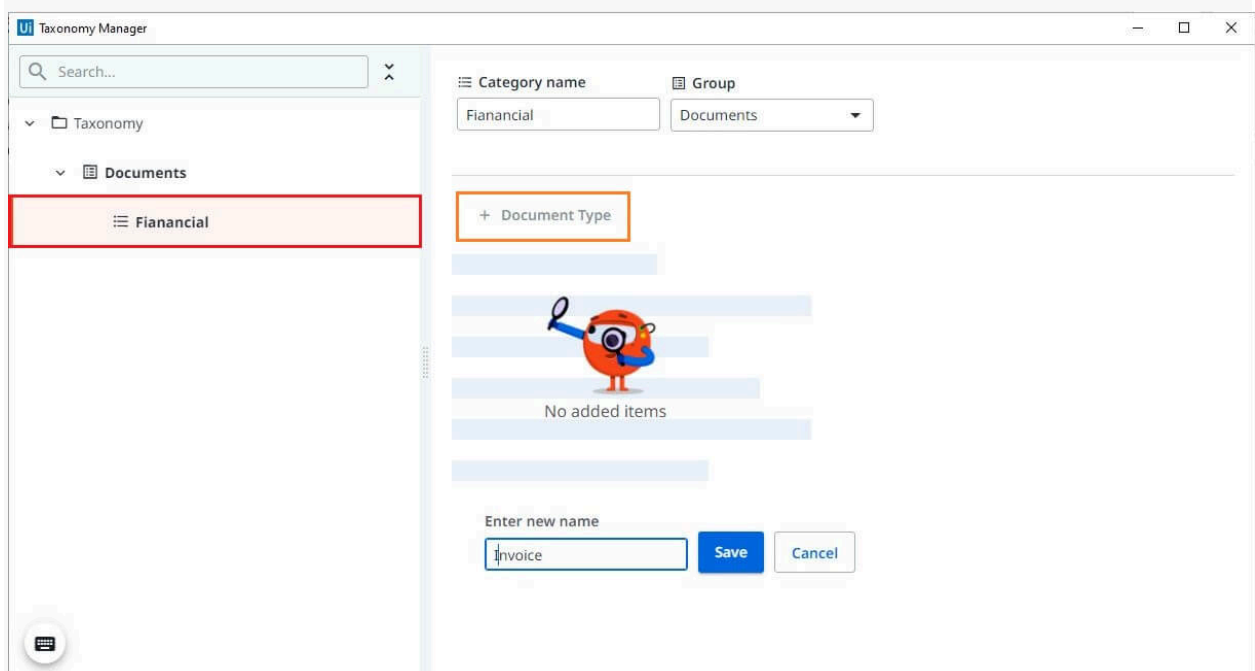 Ui Taxonomy Manager
Search...
Taxonomy
Documents
Fianancial
Category name
Group
Fianancial
Documents
+ Document Type
No added items
Enter new name
Invoice
Save
Cancel